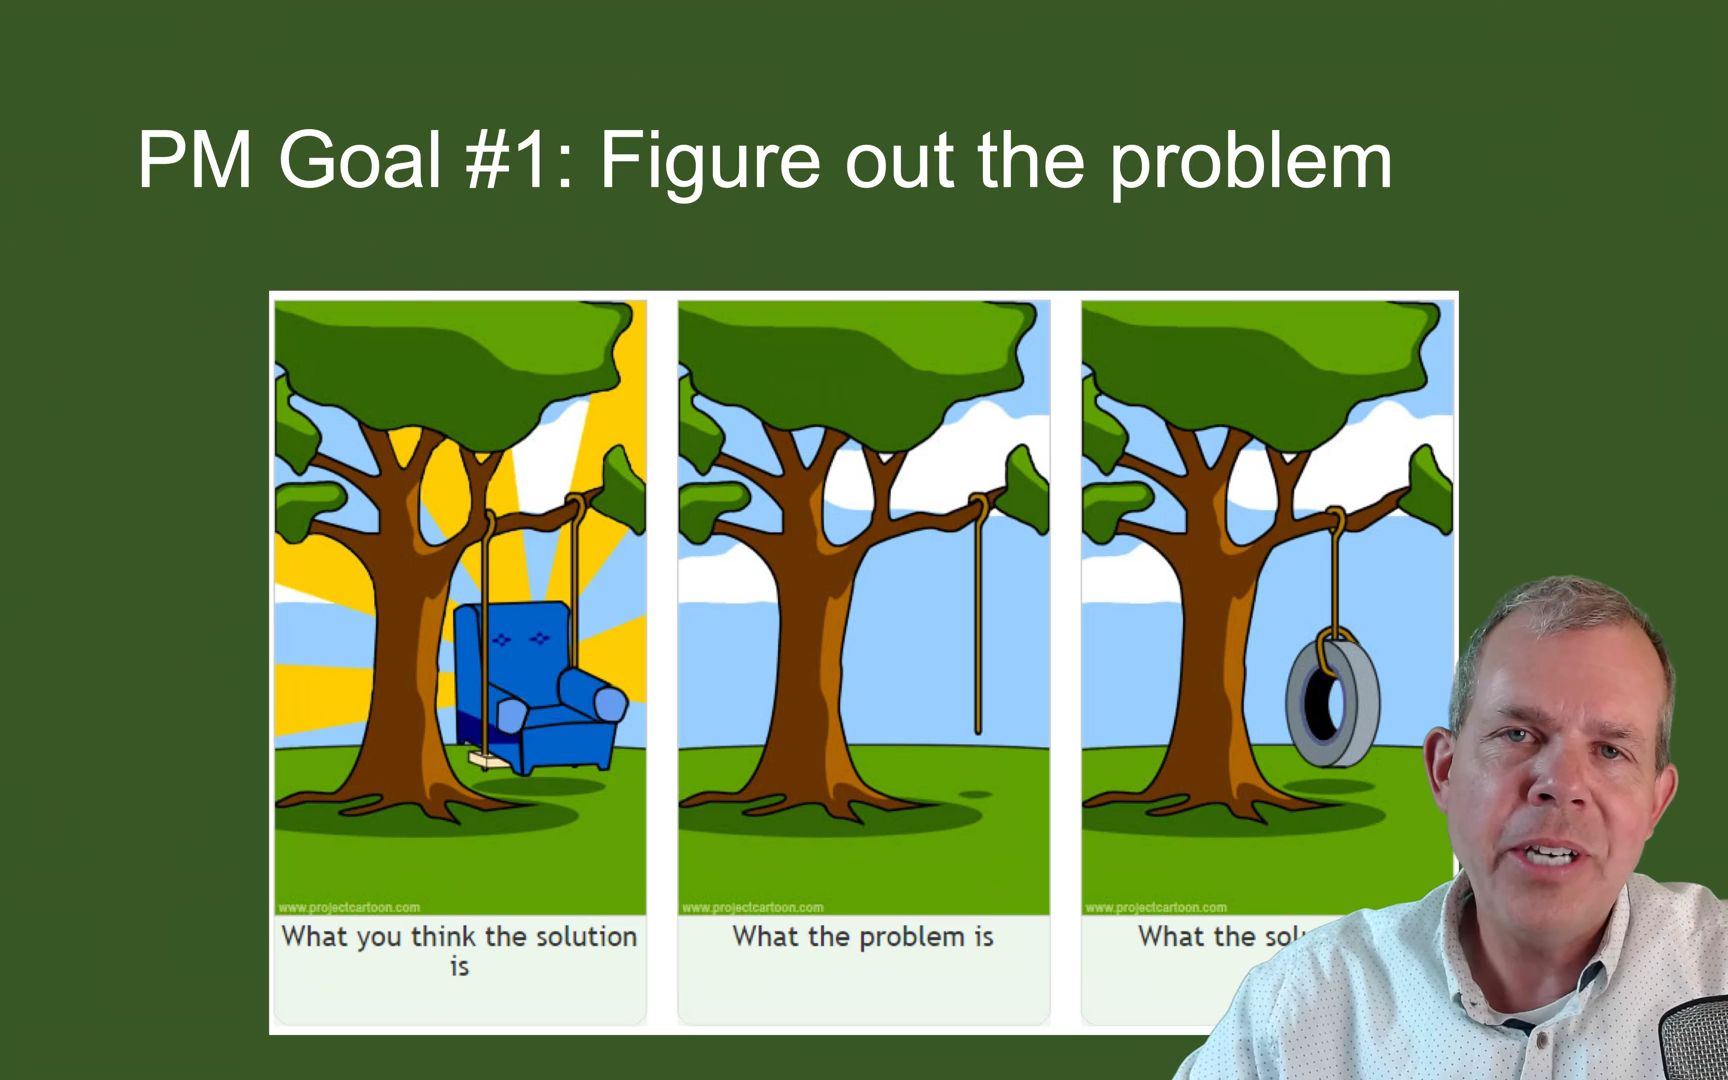 PM Goal #1: Figure out the problem
www.projectcartoon.com
www.projectcartoon.com
www.projectcartoon.com
What you think the solution
is
What the problem is
What the